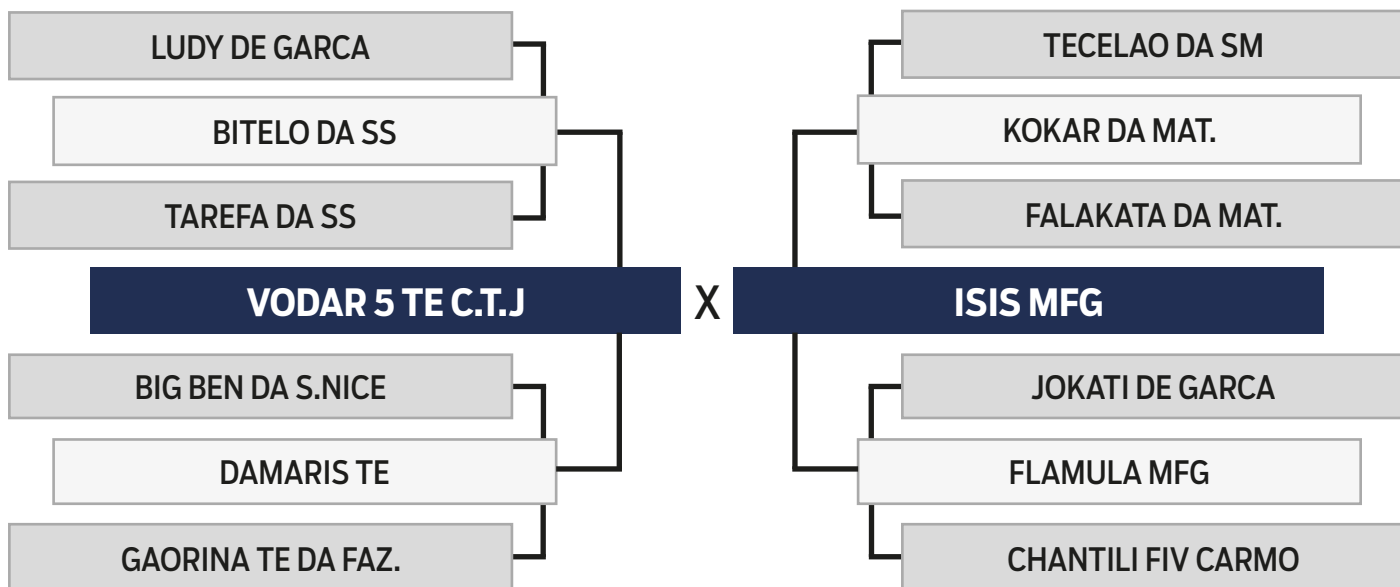 LUDY DE GARCA
BITELO DA SS
TAREFA DA SS
VODAR 5 TE C.T.J
BIG BEN DA S.NICE
DAMARIS TE
GAORINA TE DA FAZ.
X
TECELAO DA SM
KOKAR DA MAT.
FALAKATA DA MAT.
ISIS MFG
JOKATI DE GARCA
FLAMULA MFG
CHANTILI FIV CARMO